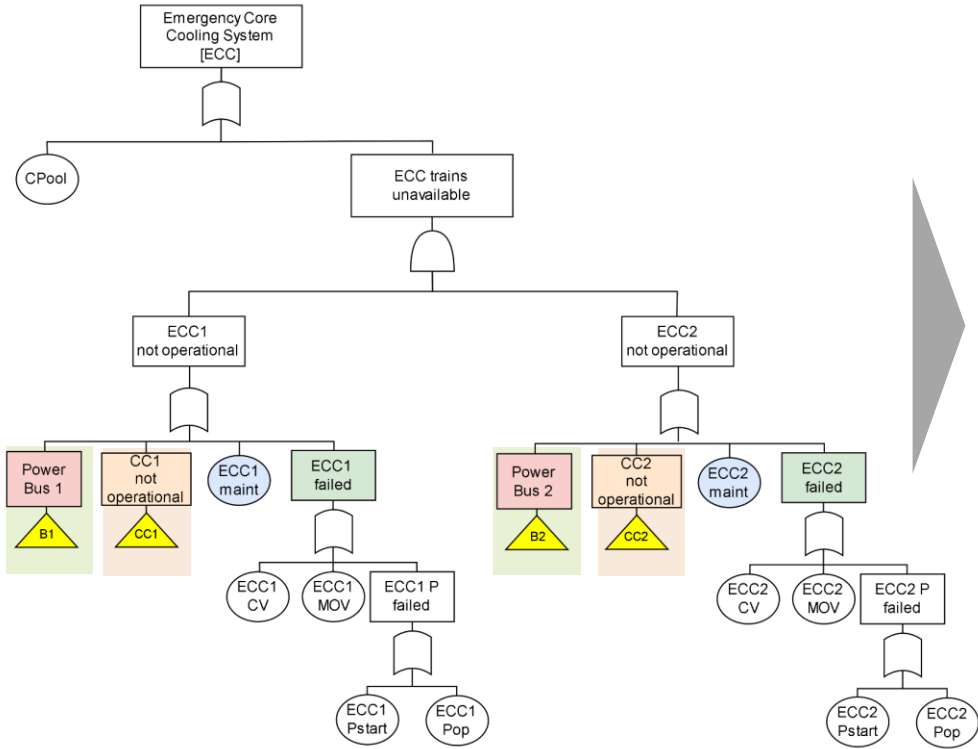 Emergency Core
Cooling System
[ECC]
CPool
ECC trains
unavailable
ECC1
not operational
ECC2
not operational
Power
Bus 1
B1
CC1
not
operational
CC1
ECC1
maint
ECC1
failed
Power
Bus 2
B2
CC2
not
operational
CC2
ECC2
maint
ECC2
failed
ECC1
CV
ECC1
MOV
ECC1 P
failed
ECC2
CV
ECC2
MOV
ECC2 P
failed
ECC1
Pstart
ECC1
Pop
ECC2
Pstart
ECC2
Pop